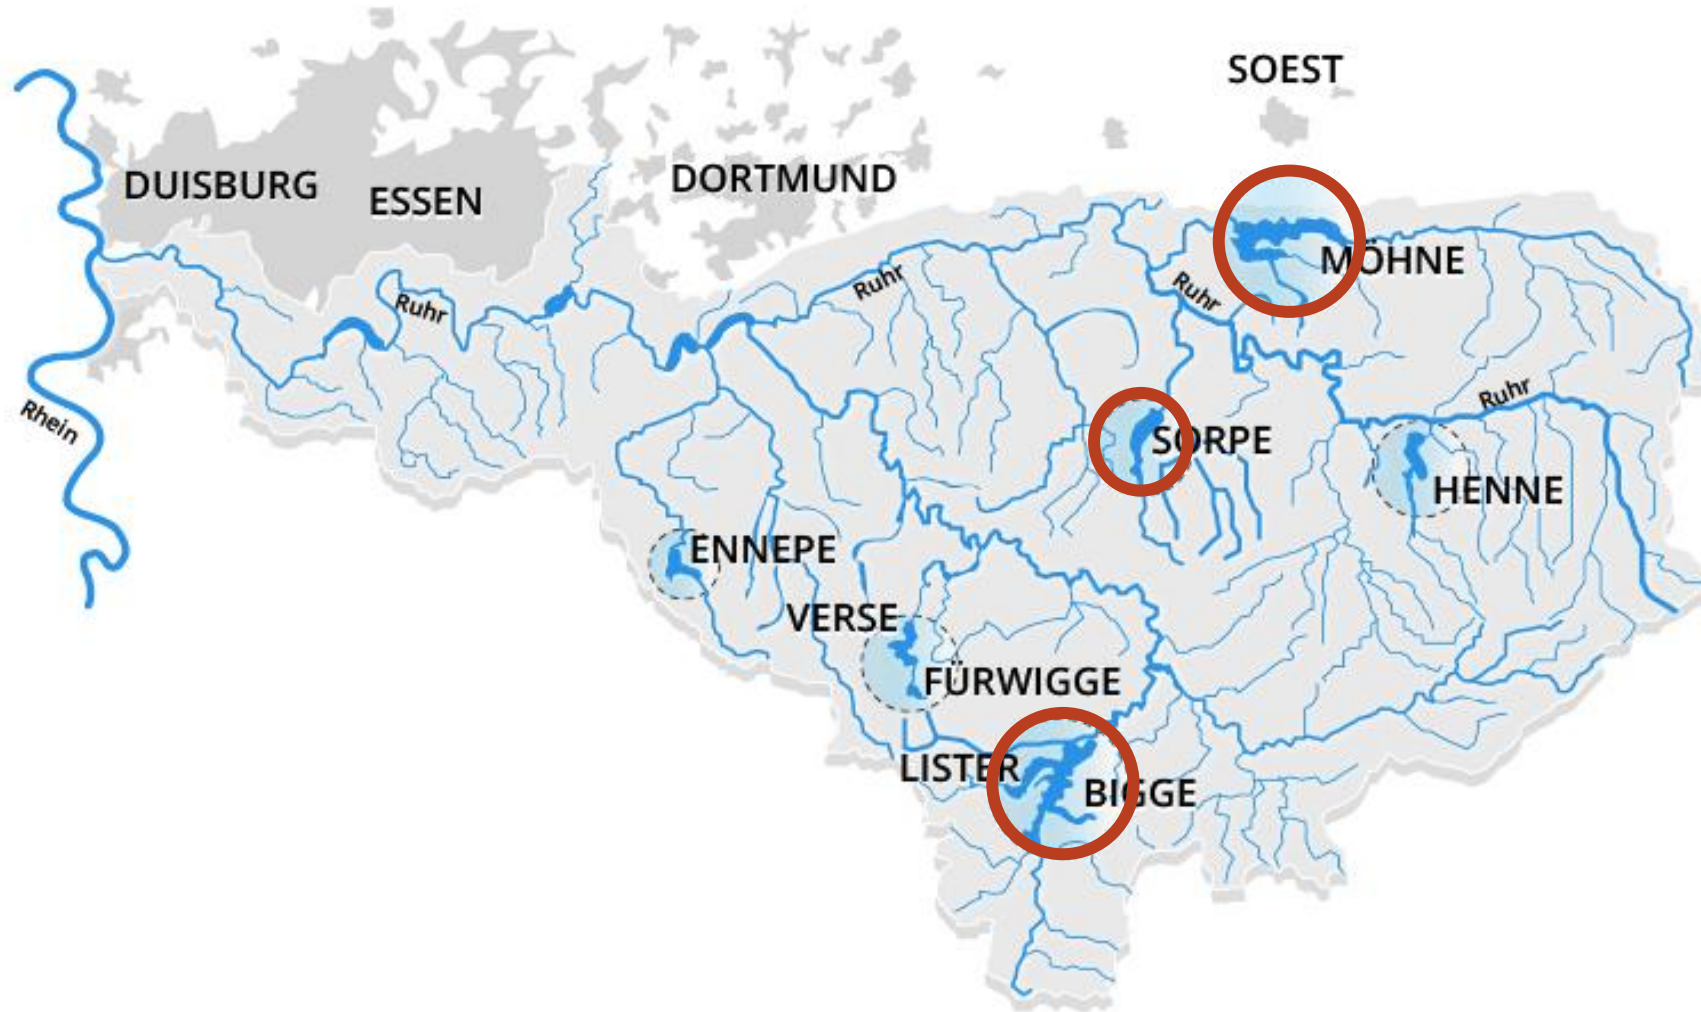 SOEST
DUISBURG
ESSEN
DORTMUND
MÖHNE
Ruhr
Ruhr
Ruhr
Ruhr
Rhein
SORPE
HENNE
ENNEPE
VERSE
FÜRWIGGE
LISTER
BIGGE